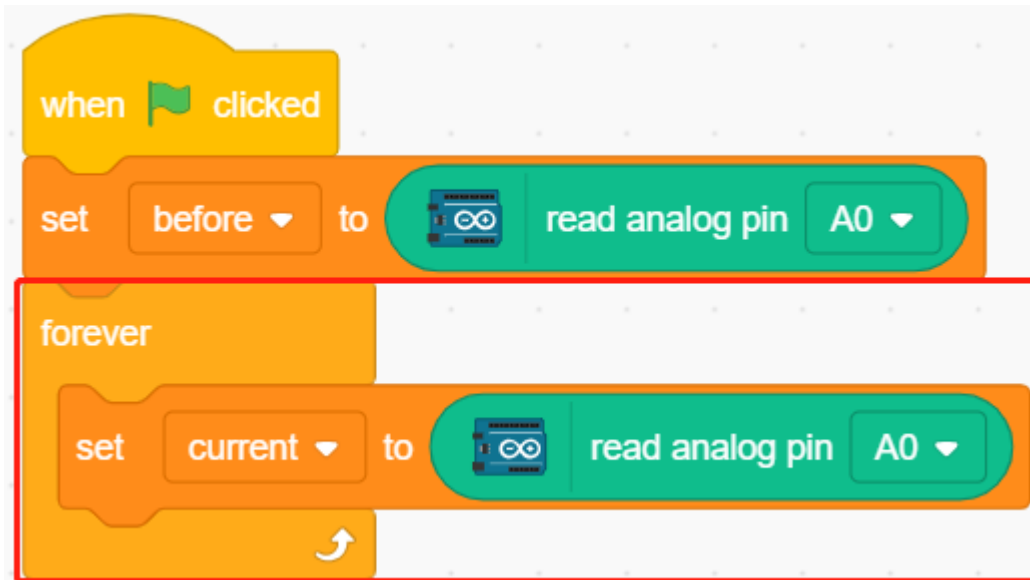 when clicked
set before to read analog pin A0
forever
set current to read analog pin A0